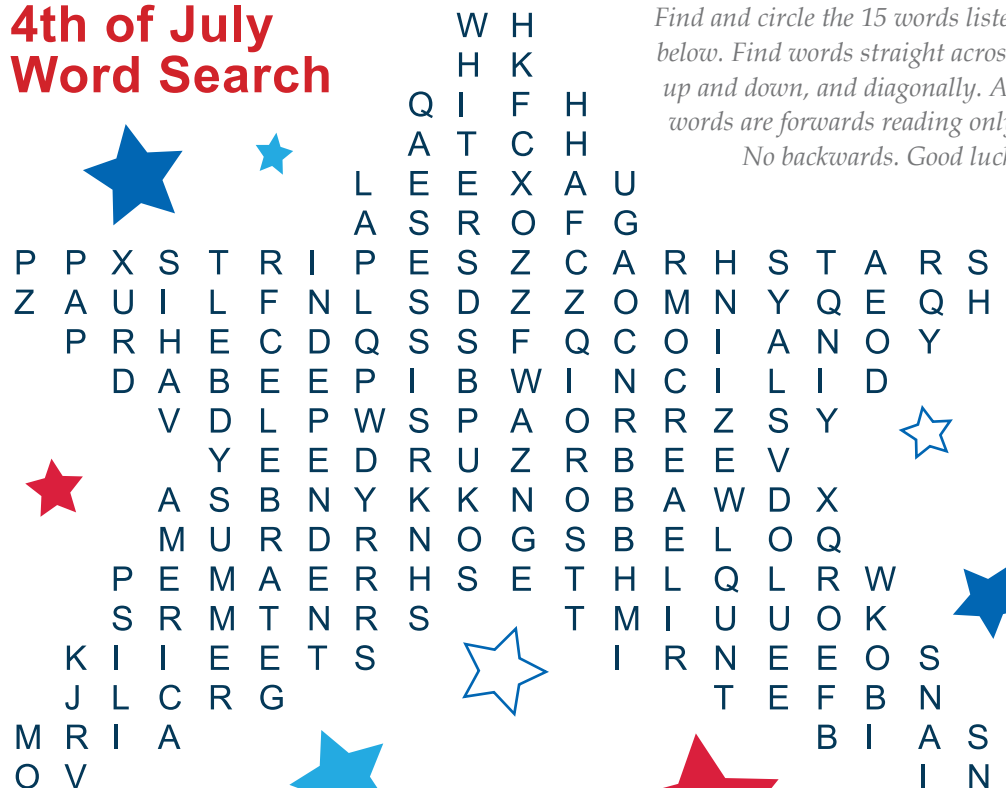 4th of July
Word Search
Find and circle the 15 words liste
below. Find words straight acros
up and down, and diagonally. A
words are forwards reading only
No backwards. Good luck
W H
H K
Q I F H
A T C H
L E E X A U
A S R O F G
P P X S T R I P E S Z C A R H S T A R S
Z A U I L F N L S D Z Z O M N Y Q E Q H
P R H E C D Q S S F Q C O I A N O Y
D A B E E P I B W I N C I L I D
V D L P W S P A O R R Z S Y
Y E E D R U Z R B E E V
A S B N Y K K N O B A W D X
M U R D R N O G S B E L O Q
P E M A E R H S E T H L Q L R W
S R M T N R S T M I U U O K
K I I E E T S I R N E E O S
J L C R G T E F B N
M R I A B I A S
O V I N